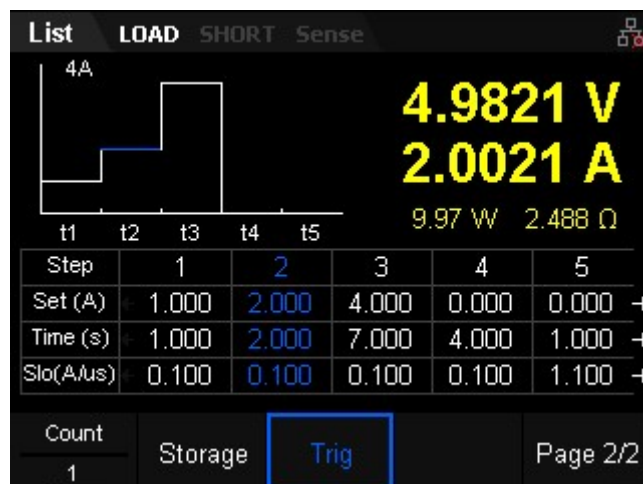 List LOAD SHORT Sense
4A
4.9821 V
2.0021 A
9.97 W 2.488 Ω
t1 t2 t3 t4 t5
Step 1 2 3 4 5
Set (A) 1.000 2.000 4.000 0.000 0.000
Time (s) 1.000 2.000 7.000 4.000 1.000
Slo(A/us) 0.100 0.100 0.100 0.100 1.100
Count
1
Storage
Trig
Page 2/2